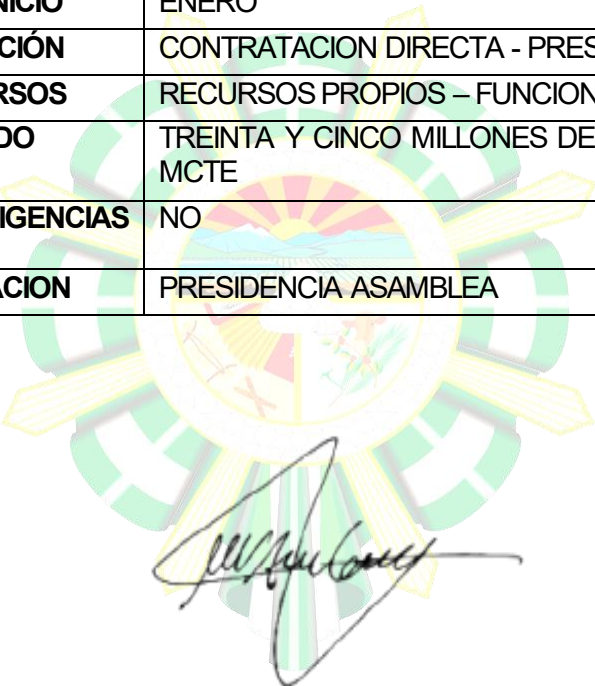 NICIO ENERO
CIÓN CONTRATACION DIRECTA - PRES
RSOS RECURSOS PROPIOS – FUNCION
DO TREINTA Y CINCO MILLONES DE
MCTE
IGENCIAS NO
ACION PRESIDENCIA ASAMBLEA